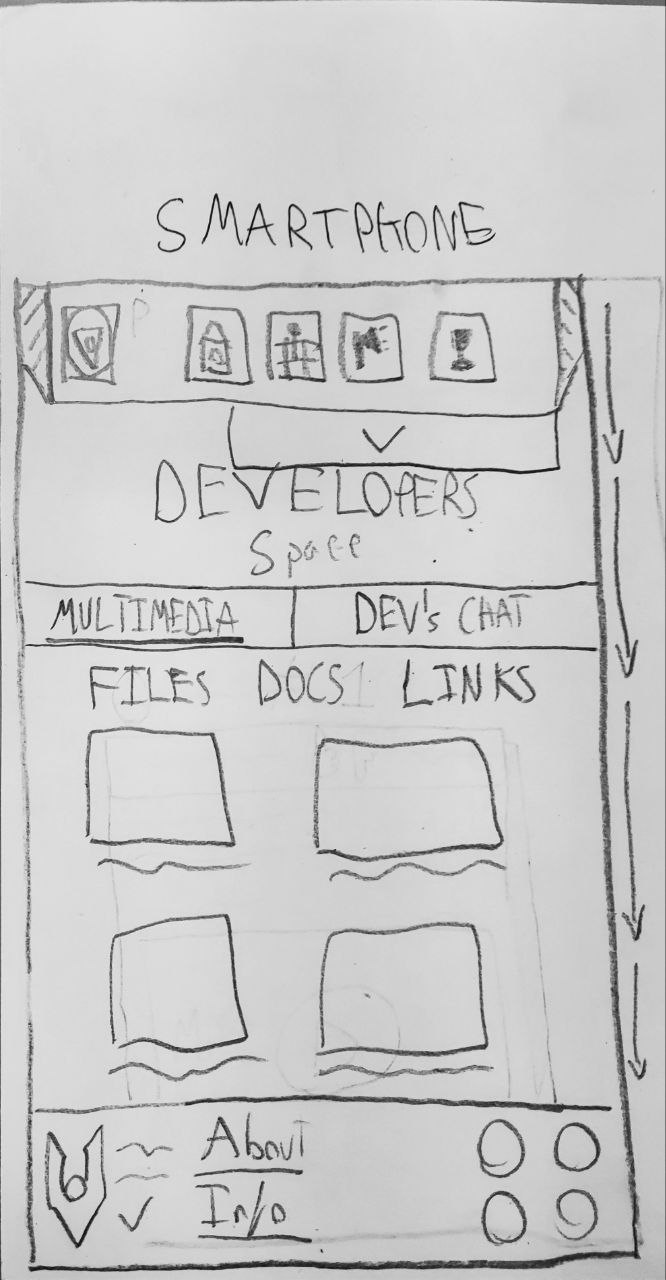 SMARTPHONE
DEVELOPERS
Space
MULTIMEDIA DEV's CHAT
FILES DOCS LINKS
About
Info